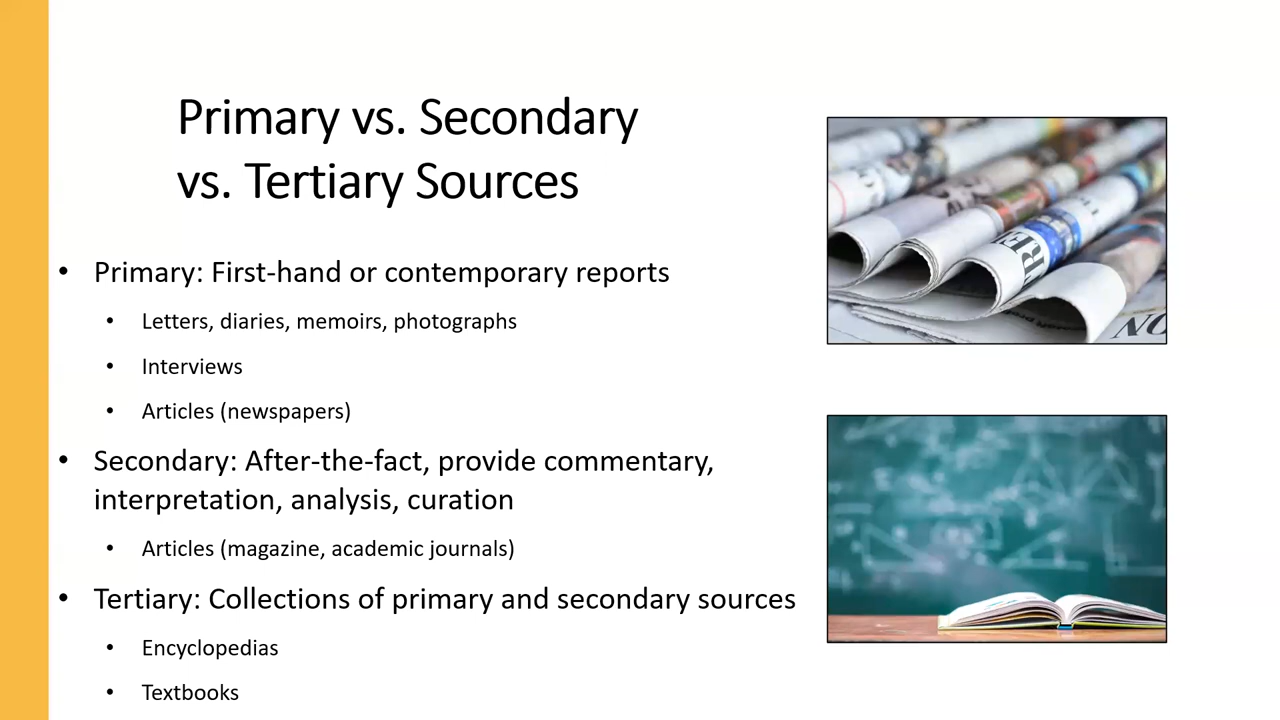 Primary vs. Secondary
vs. Tertiary Sources
• Primary: First-hand or contemporary reports
• Letters, diaries, memoirs, photographs
• Interviews
• Articles (newspapers)
• Secondary: After-the-fact, provide commentary,
interpretation, analysis, curation
• Articles (magazine, academic journals)
• Tertiary: Collections of primary and secondary sources
• Encyclopedias
• Textbooks